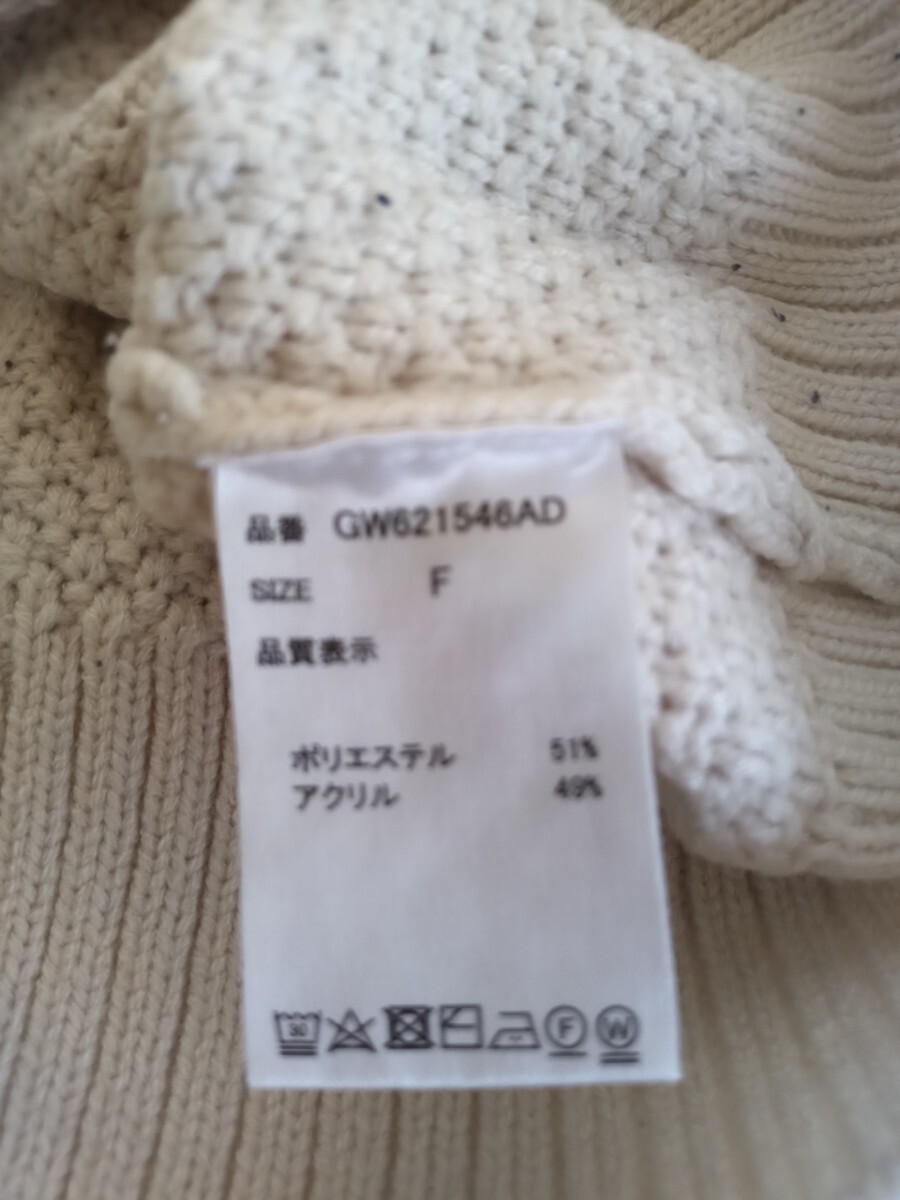 品番 GW621546AD
SIZE F
品質表示
ポリエステル 51%
アクリル 49%
30
F W